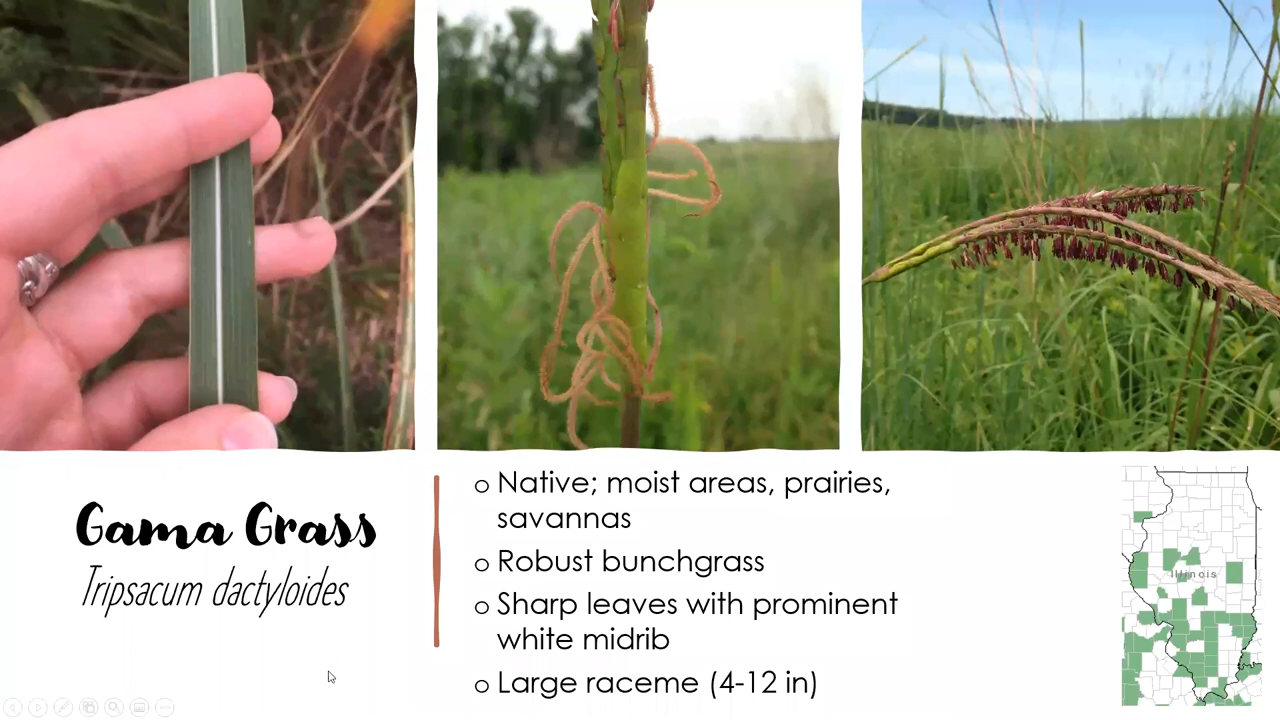 Gama Grass
Tripsacum dactyloides
o Native; moist areas, prairies,
savannas
o Robust bunchgrass
o Sharp leaves with prominent
white midrib
o Large raceme (4-12 in)
Illinois